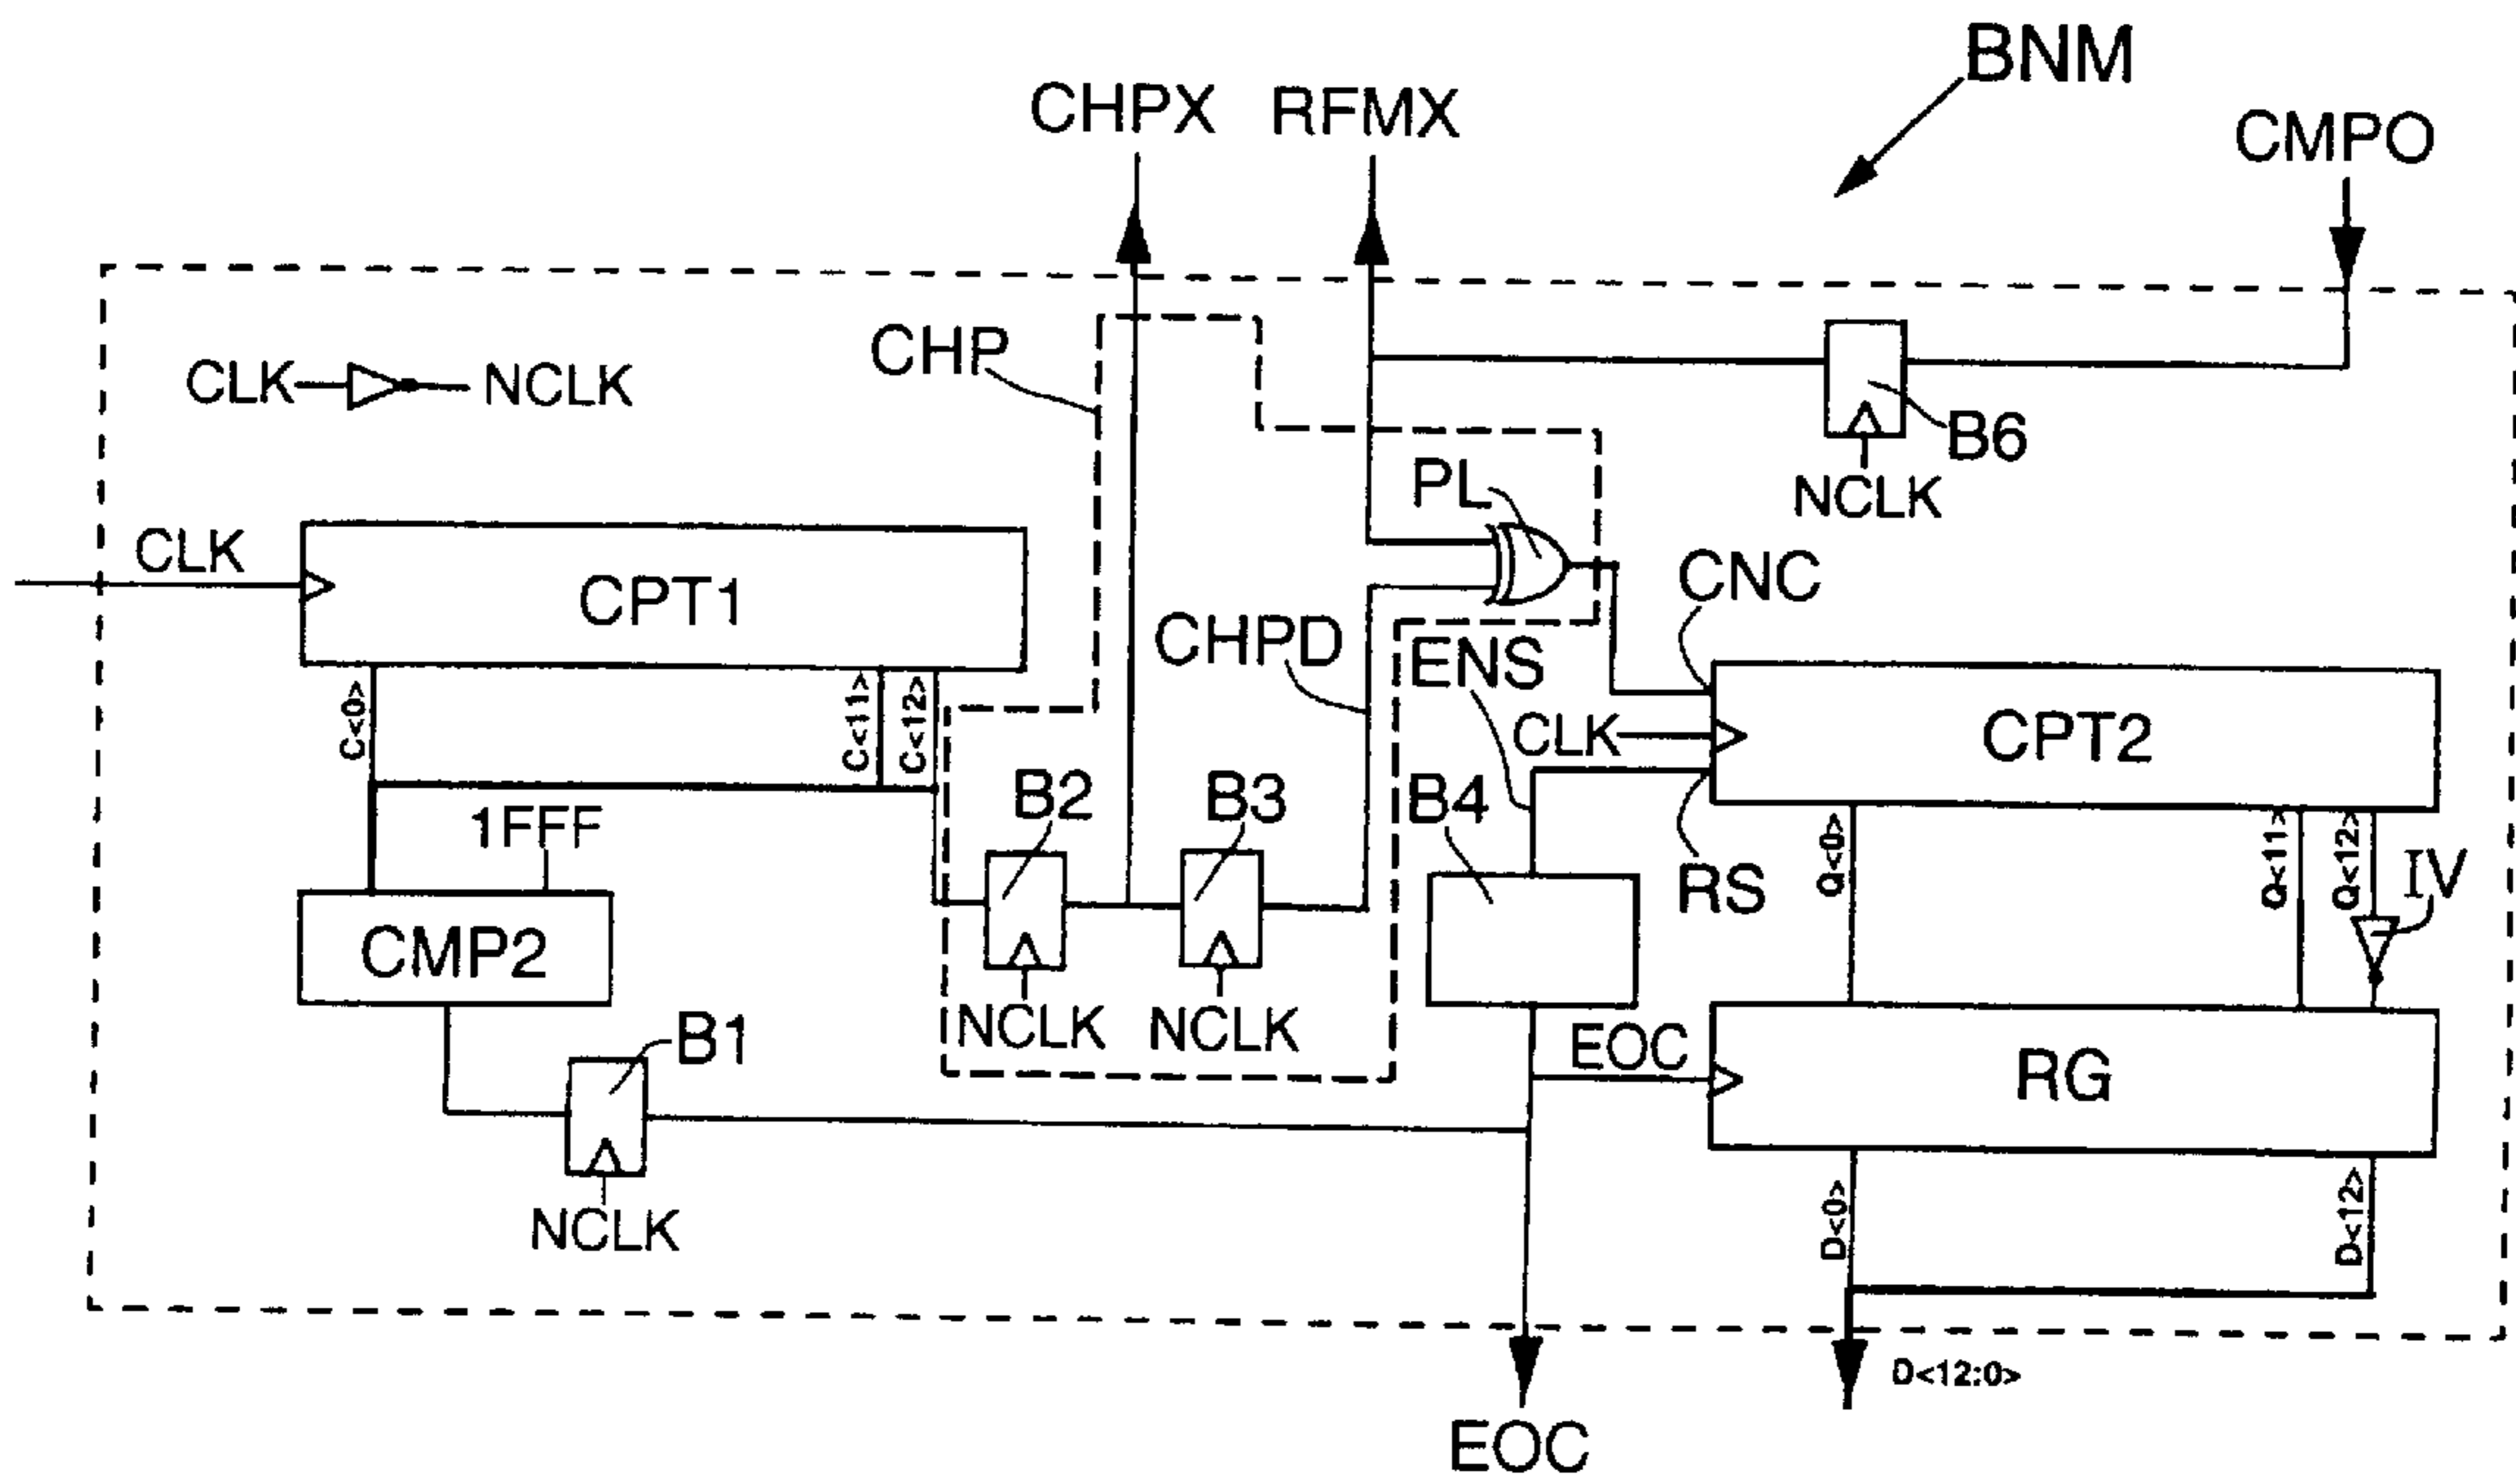 BNM
CHPX
RFMX
CMPO
CHP
CLK
NCLK
B6
NCLK
PL
CLK
CPT1
CNC
CHPD
ENS
C<0>
C<11>
C<12>
CLK
CPT2
B2
B3
B4
1FFF
RS
Q<0>
Q<11>
Q<12>
IV
CMP2
NCLK
NCLK
B1
EOC
RG
NCLK
D<0>
D<12>
D<12:0>
EOC